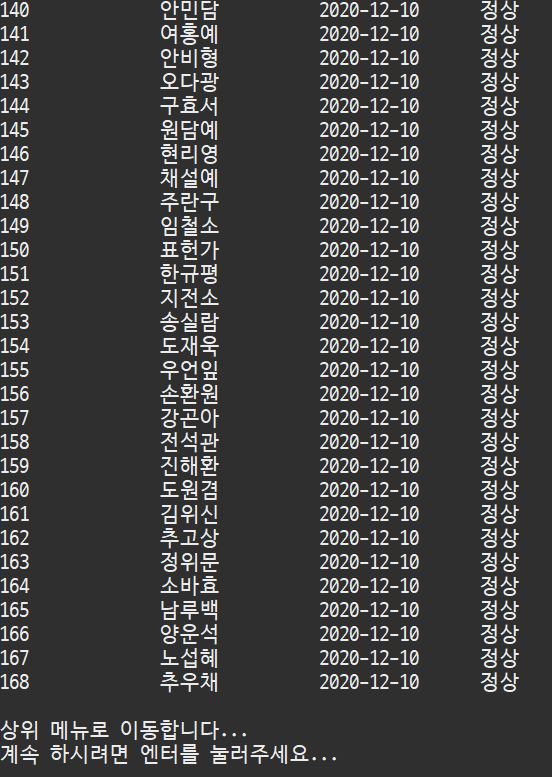 140 안민담 2020-12-10 정상
141 여홍예 2020-12-10 정상
142 안비형 2020-12-10 정상
143 오다광 2020-12-10 정상
144 구효서 2020-12-10 정상
145 원담예 2020-12-10 정상
146 현리영 2020-12-10 정상
147 채설예 2020-12-10 정상
148 주란구 2020-12-10 정상
149 임철소 2020-12-10 정상
150 표헌가 2020-12-10 정상
151 한규평 2020-12-10 정상
152 지전소 2020-12-10 정상
153 송실람 2020-12-10 정상
154 도재욱 2020-12-10 정상
155 우언잎 2020-12-10 정상
156 손환원 2020-12-10 정상
157 강곤아 2020-12-10 정상
158 전석관 2020-12-10 정상
159 진해환 2020-12-10 정상
160 도원겸 2020-12-10 정상
161 김위신 2020-12-10 정상
162 추고상 2020-12-10 정상
163 정위문 2020-12-10 정상
164 소바효 2020-12-10 정상
165 남루백 2020-12-10 정상
166 양운석 2020-12-10 정상
167 노섭혜 2020-12-10 정상
168 추우채 2020-12-10 정상
상위 메뉴로 이동합니다...
계속 하시려면 엔터를 눌러주세요...